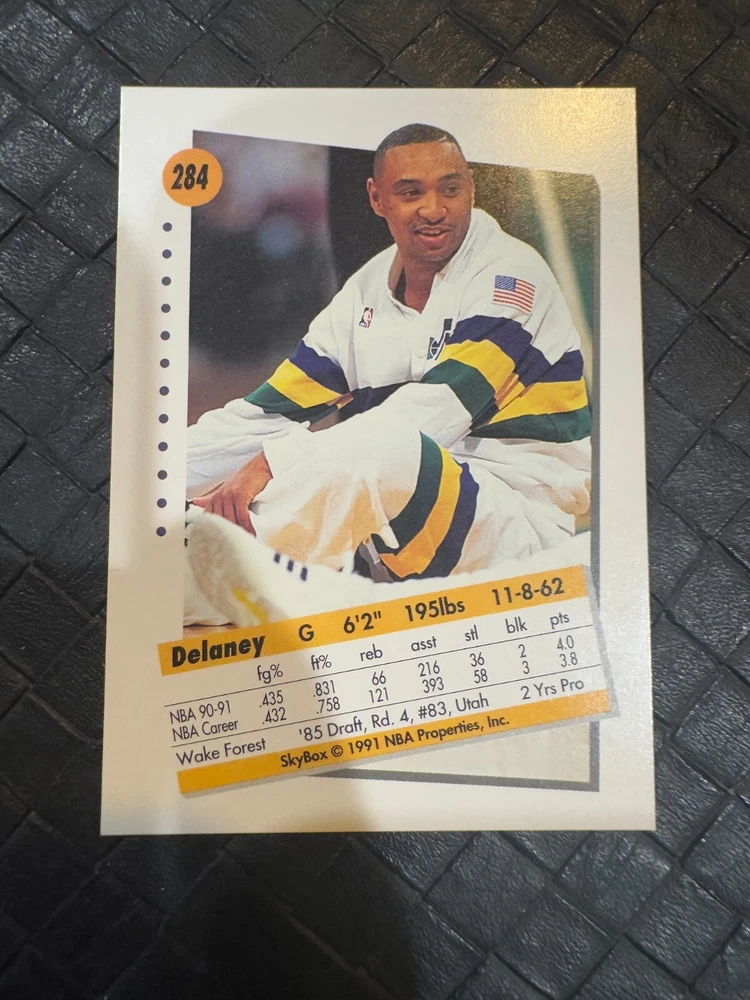 284
Delaney G 6'2" 195lbs 11-8-62
fg% ft% reb asst stl blk pts
NBA 90-91 .435 .831 66 216 36 2 4.0
NBA Career .432 .758 121 393 58 3 3.8
Wake Forest '85 Draft, Rd. 4, #83, Utah 2 Yrs Pro
SkyBox © 1991 NBA Properties, Inc.